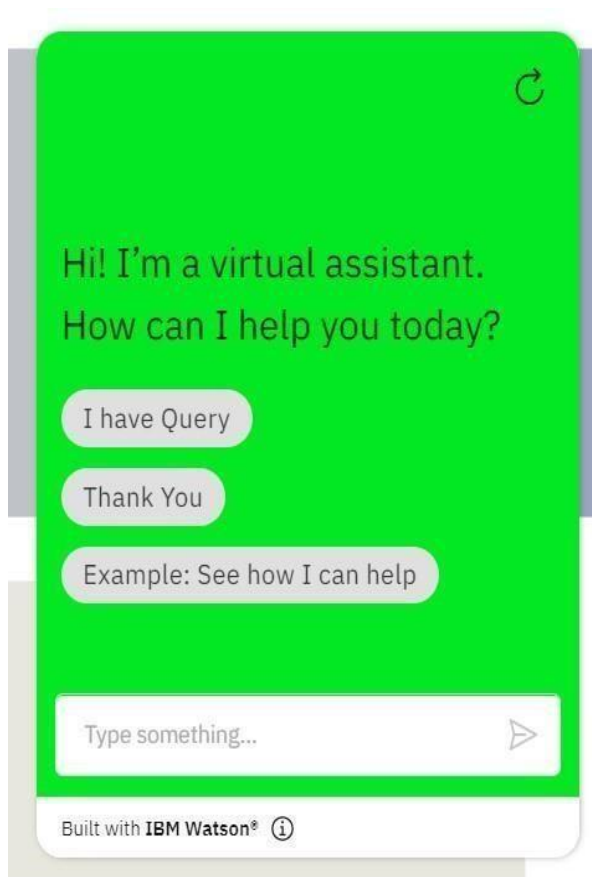 Hi! I’m a virtual assistant.
How can I help you today?
I have Query
Thank You
Example: See how I can help
Type something...
Built with IBM Watson®